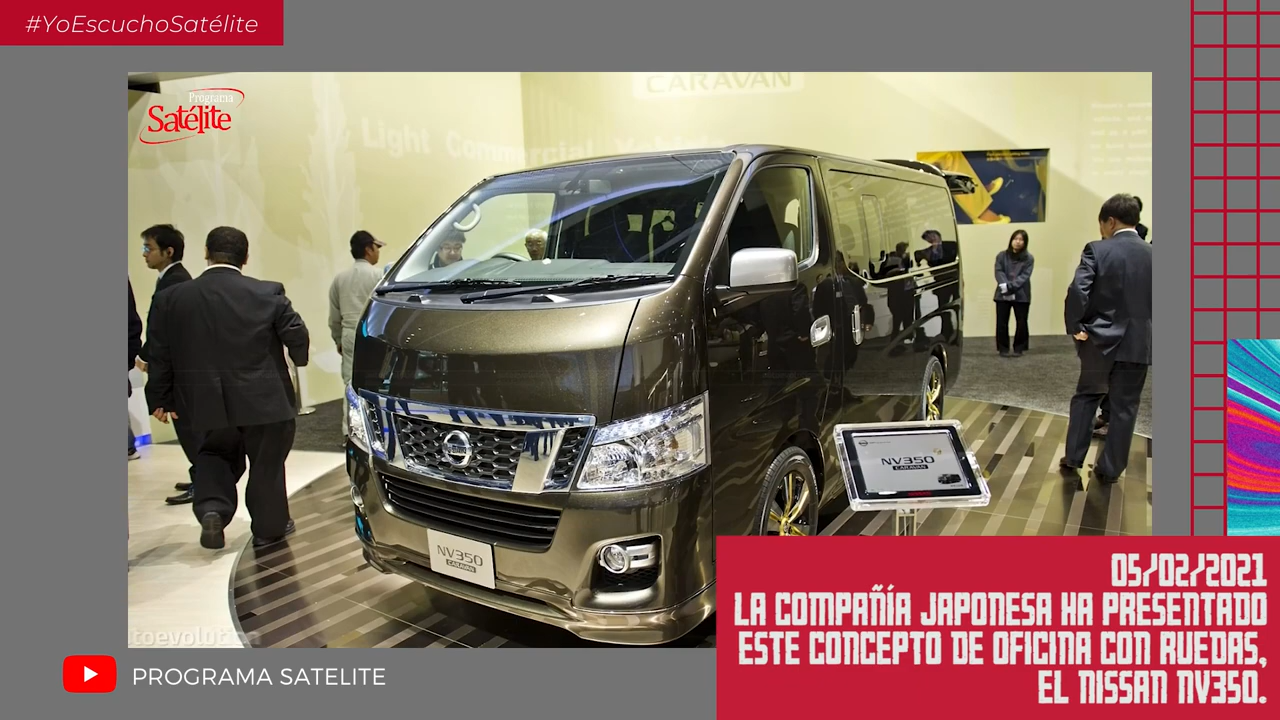 #YoEscuchoSatélite
CARAVAN
Programa
Satélite
Light Commercial
NV350
CARAVAN
NV350
CARAVAN
05/02/2021
LA COMPAÑÍA JAPONESA HA PRESENTADO
ESTE CONCEPTO DE OFICINA CON RUEDAS,
EL NISSAN NV350.
PROGRAMA SATELITE